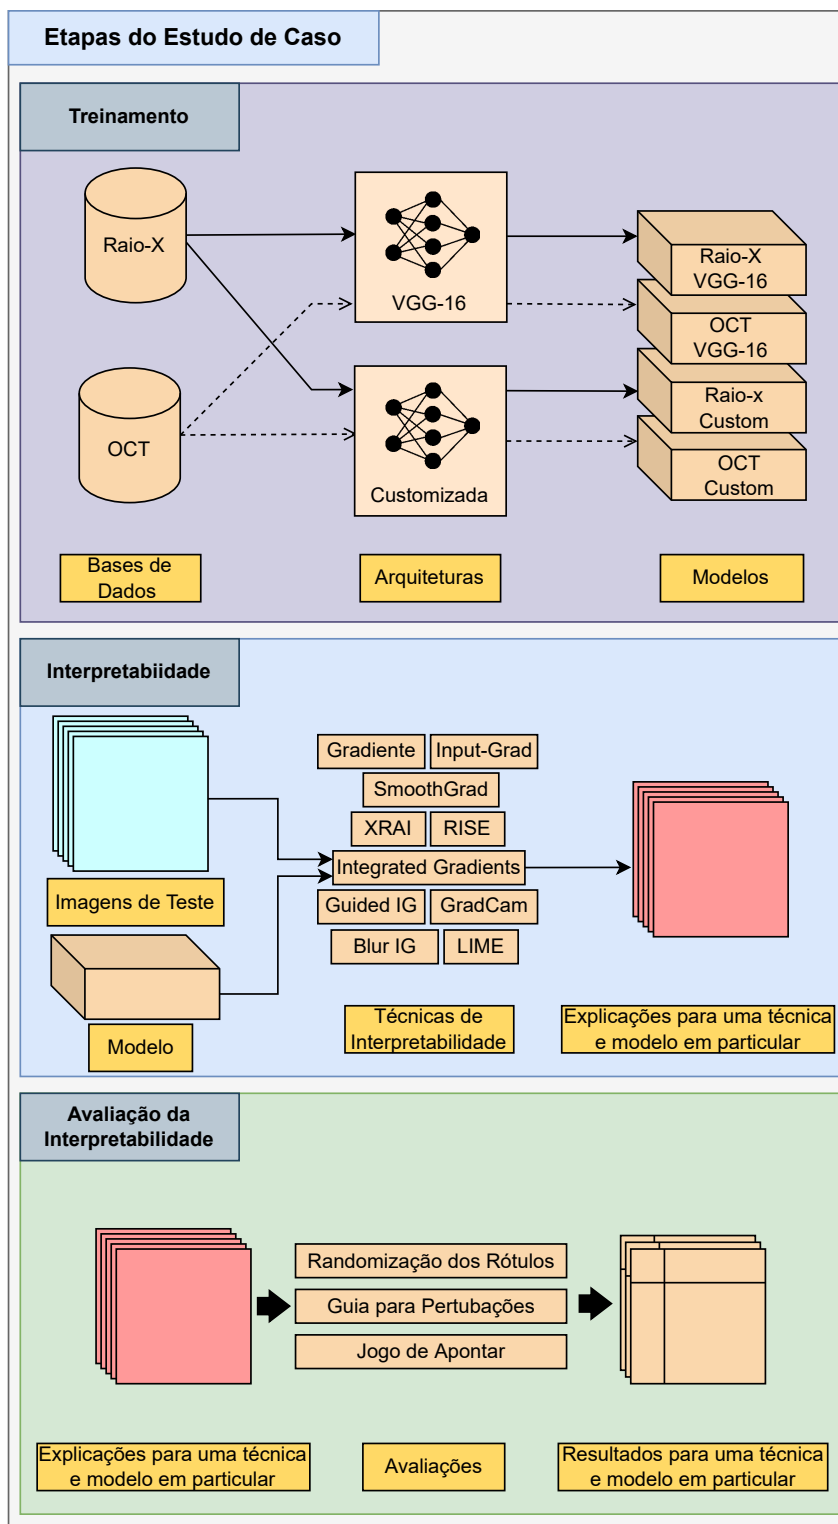 Etapas do Estudo de Caso
Treinamento
Raio-X
VGG-16
Raio-X
VGG-16
OCT
VGG-16
Raio-x
Custom
OCT
Custom
OCT
Customizada
Bases de
Dados
Arquiteturas
Modelos
Interpretabiidade
Gradiente
Input-Grad
SmoothGrad
XRAI
RISE
Integrated Gradients
Guided IG
GradCam
Blur IG
LIME
Imagens de Teste
Modelo
Técnicas de
Interpretabilidade
Explicações para uma técnica
e modelo em particular
Avaliação da
Interpretabilidade
Randomização dos Rótulos
Guia para Pertubações
Jogo de Apontar
Explicações para uma técnica
e modelo em particular
Avaliações
Resultados para uma técnica
e modelo em particular